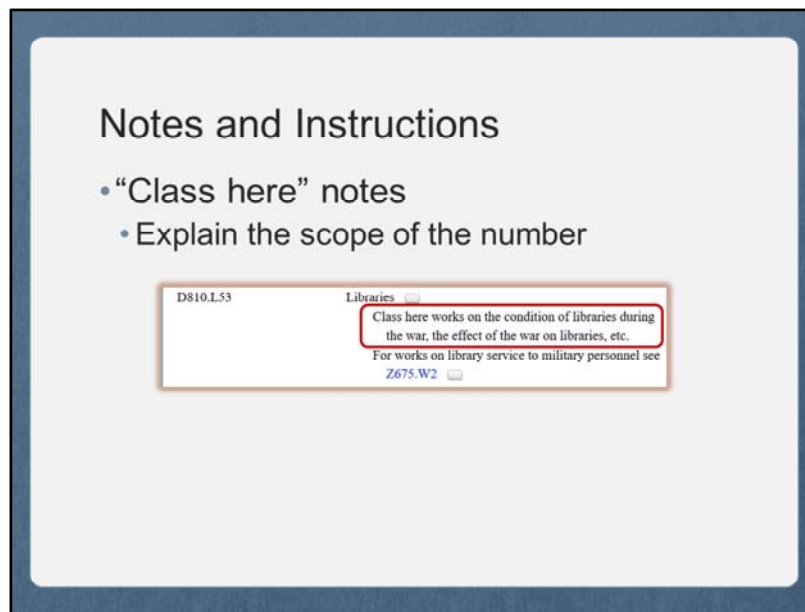 Notes and Instructions
•“Class here” notes
•Explain the scope of the number
D810.L53 Libraries
Class here works on the condition of libraries during
the war, the effect of the war on libraries, etc.
For works on library service to military personnel see
Z675.W2